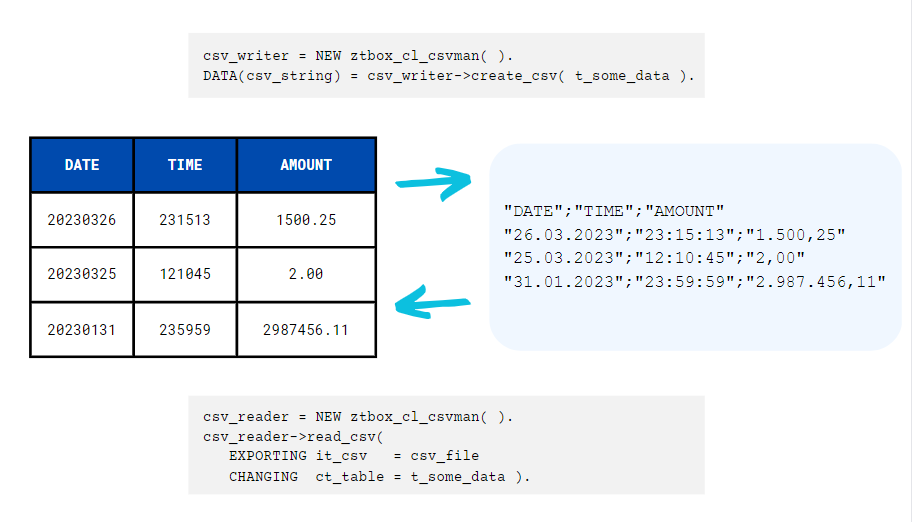 csv_writer = NEW ztbox_cl_csvman( ).
DATA(csv_string) = csv_writer->create_csv( t_some_data ).
DATE TIME AMOUNT
20230326 231513 1500.25
20230325 121045 2.00
20230131 235959 2987456.11
"DATE";"TIME";"AMOUNT"
"26.03.2023";"23:15:13";"1.500,25"
"25.03.2023";"12:10:45";"2,00"
"31.01.2023";"23:59:59";"2.987.456,11"
csv_reader = NEW ztbox_cl_csvman( ).
csv_reader->read_csv(
EXPORTING it_csv = csv_file
CHANGING ct_table = t_some_data ).